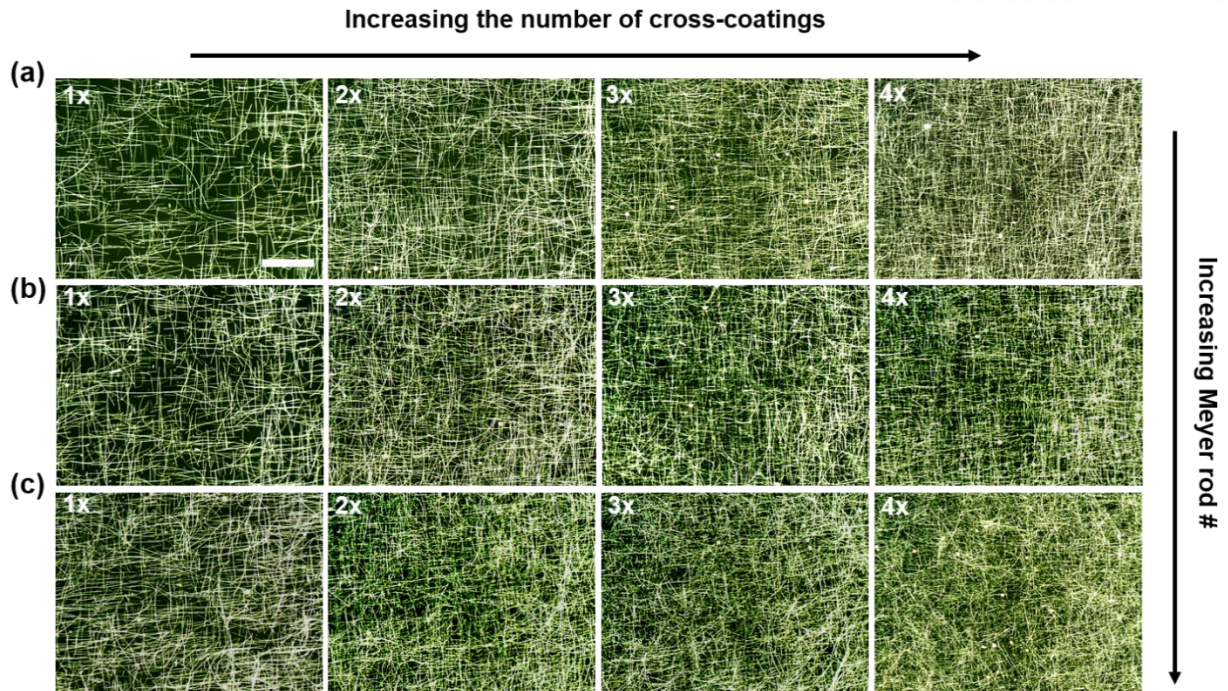 Increasing the number of cross-coatings
(a)
1x
2x
3x
4x
(b)
1x
2x
3x
4x
(c)
1x
2x
3x
4x
Increasing Meyer rod #